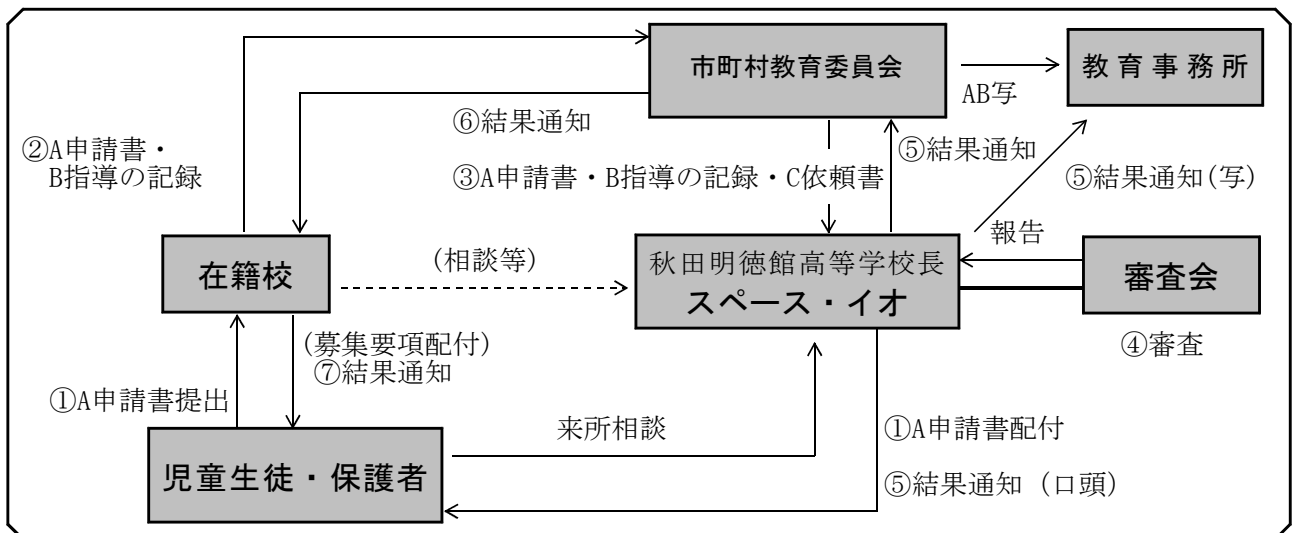 市町村教育委員会
教育事務所
AB写
⑥結果通知
②A申請書・
B指導の記録
⑤結果通知
③A申請書・B指導の記録・C依頼書
⑤結果通知(写)
報告
在籍校
(相談等)
秋田明徳館高等学校長
スペース・イオ
審査会
④審査
(募集要項配付)
⑦結果通知
①A申請書提出
来所相談
①A申請書配付
児童生徒・保護者
⑤結果通知 (口頭)